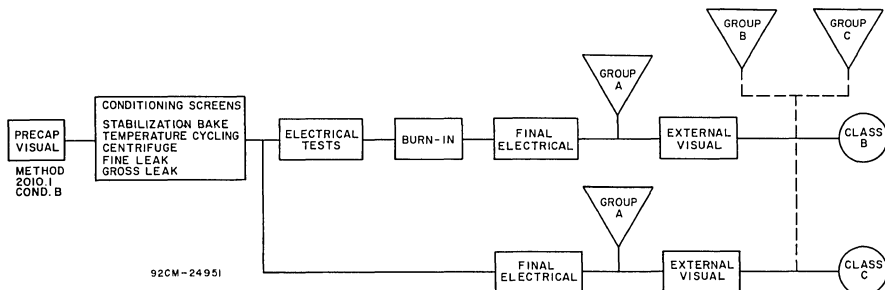 GROUP
B
GROUP
C
GROUP
A
CONDITIONING SCREENS
STABILIZATION BAKE
TEMPERATURE CYCLING
CENTRIFUGE
FINE LEAK
GROSS LEAK
PRECAP
VISUAL
METHOD
2010.1
COND. B
ELECTRICAL
TESTS
BURN-IN
FINAL
ELECTRICAL
EXTERNAL
VISUAL
CLASS
B
GROUP
A
92CM-24951
FINAL
ELECTRICAL
EXTERNAL
VISUAL
CLASS
C